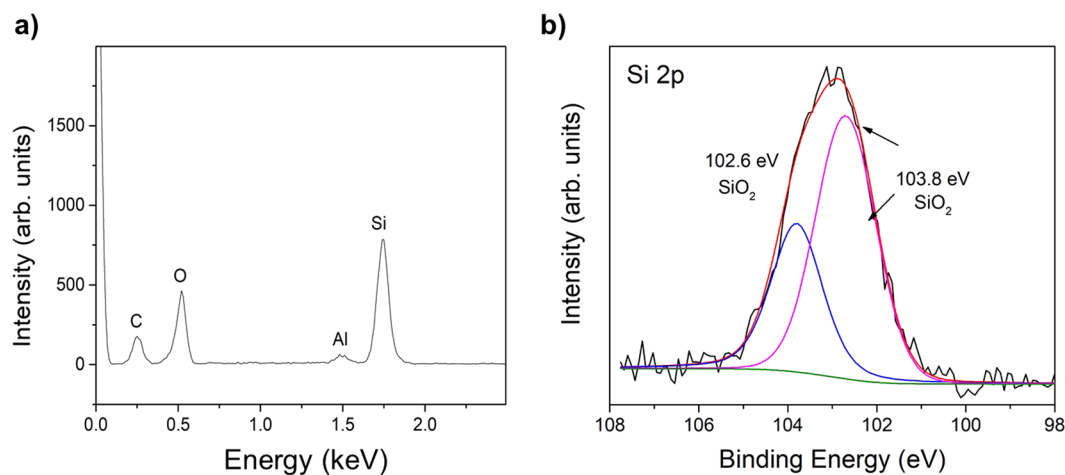 a)
Intensity (arb. units)
1500
1000
500
0
C
O
Al
Si
0.0
0.5
1.0
1.5
2.0
Energy (keV)
b)
Intensity (arb. units)
Si 2p
102.6 eV
SiO₂
103.8 eV
SiO₂
108
106
104
102
100
98
Binding Energy (eV)